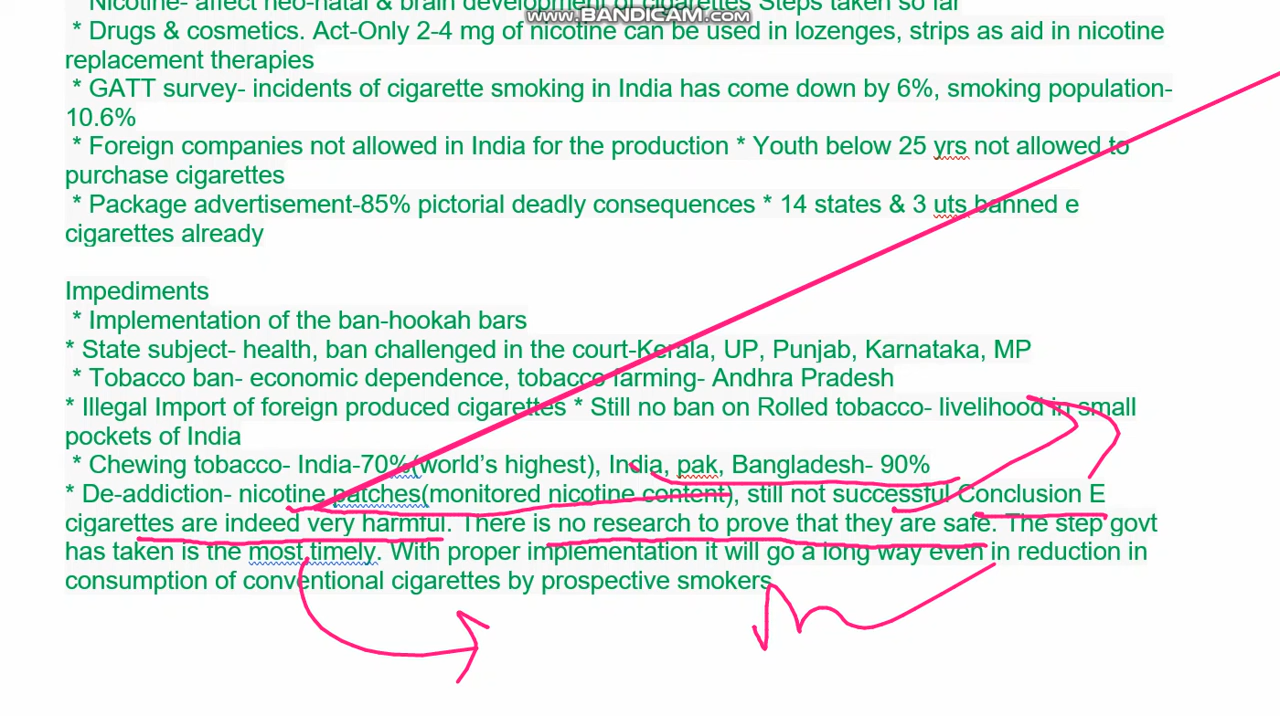 Nicotine- affect neo-natal & brain development of cigarettes Steps taken so far
www.BANDICAM.com
* Drugs & cosmetics. Act-Only 2-4 mg of nicotine can be used in lozenges, strips as aid in nicotine
replacement therapies
* GATT survey- incidents of cigarette smoking in India has come down by 6%, smoking population-
10.6%
* Foreign companies not allowed in India for the production * Youth below 25 yrs not allowed to
purchase cigarettes
* Package advertisement-85% pictorial deadly consequences * 14 states & 3 uts banned e
cigarettes already
Impediments
* Implementation of the ban-hookah bars
* State subject- health, ban challenged in the court-Kerala, UP, Punjab, Karnataka, MP
* Tobacco ban- economic dependence, tobacco farming- Andhra Pradesh
* Illegal Import of foreign produced cigarettes * Still no ban on Rolled tobacco- livelihood in small
pockets of India
* Chewing tobacco- India-70%(world's highest), India, pak, Bangladesh- 90%
* De-addiction- nicotine patches(monitored nicotine content), still not successful Conclusion E
cigarettes are indeed very harmful. There is no research to prove that they are safe. The step govt
has taken is the most timely. With proper implementation it will go a long way even in reduction in
consumption of conventional cigarettes by prospective smokers